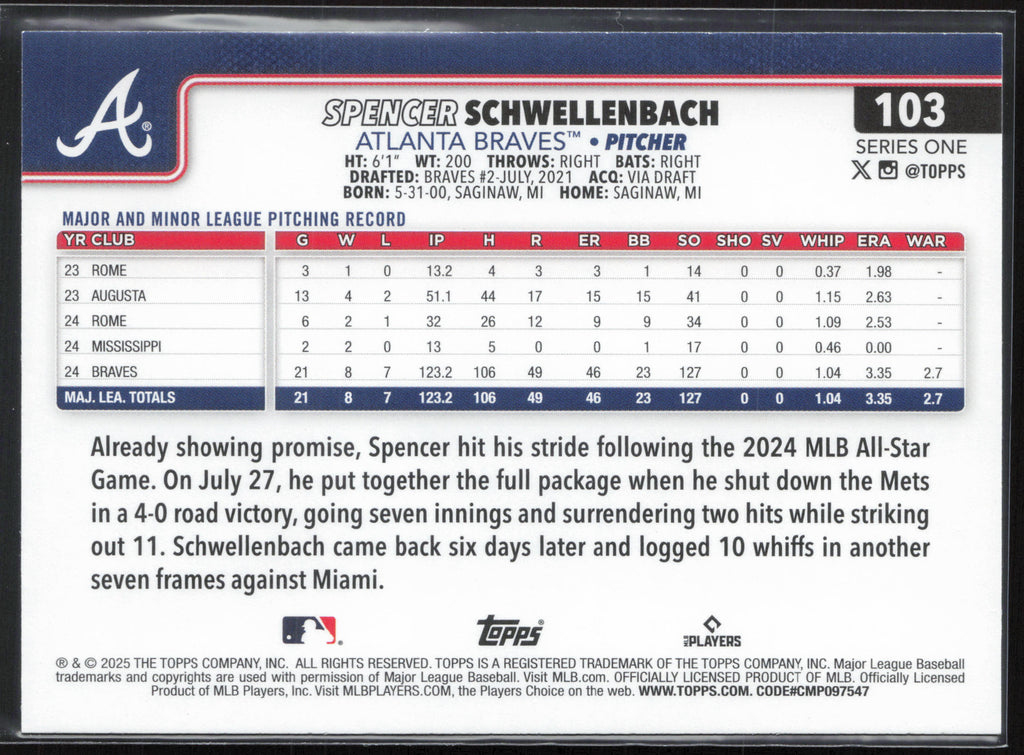 A®
SPENCER SCHWELLENBACH
103
ATLANTA BRAVES™ • PITCHER
SERIES ONE
HT: 6'1" WT: 200 THROWS: RIGHT BATS: RIGHT
X @TOPPS
DRAFTED: BRAVES #2-JULY, 2021 ACQ: VIA DRAFT
BORN: 5-31-00, SAGINAW, MI HOME: SAGINAW, MI
MAJOR AND MINOR LEAGUE PITCHING RECORD
YR CLUB G W L IP H R ER BB SO SHO SV WHIP ERA WAR
23 ROME 3 1 0 13.2 4 3 3 1 14 0 0 0.37 1.98 -
23 AUGUSTA 13 4 2 51.1 44 17 15 15 41 0 0 1.15 2.63 -
24 ROME 6 2 1 32 26 12 9 9 34 0 0 1.09 2.53 -
24 MISSISSIPPI 2 2 0 13 5 0 0 1 17 0 0 0.46 0.00 -
24 BRAVES 21 8 7 123.2 106 49 46 23 127 0 0 1.04 3.35 2.7
MAJ. LEA. TOTALS 21 8 7 123.2 106 49 46 23 127 0 0 1.04 3.35 2.7
Already showing promise, Spencer hit his stride following the 2024 MLB All-Star
Game. On July 27, he put together the full package when he shut down the Mets
in a 4-0 road victory, going seven innings and surrendering two hits while striking
out 11. Schwellenbach came back six days later and logged 10 whiffs in another
seven frames against Miami.
® Topps® MLB PLAYERS
® & © 2025 THE TOPPS COMPANY, INC. ALL RIGHTS RESERVED. TOPPS IS A REGISTERED TRADEMARK OF THE TOPPS COMPANY, INC. Major League Baseball
trademarks and copyrights are used with permission of Major League Baseball. Visit MLB.com. OFFICIALLY LICENSED PRODUCT OF MLB. Officially Licensed
Product of MLB Players, Inc. Visit MLBPLAYERS.COM, the Players Choice on the web. WWW.TOPPS.COM. CODE#CMP097547